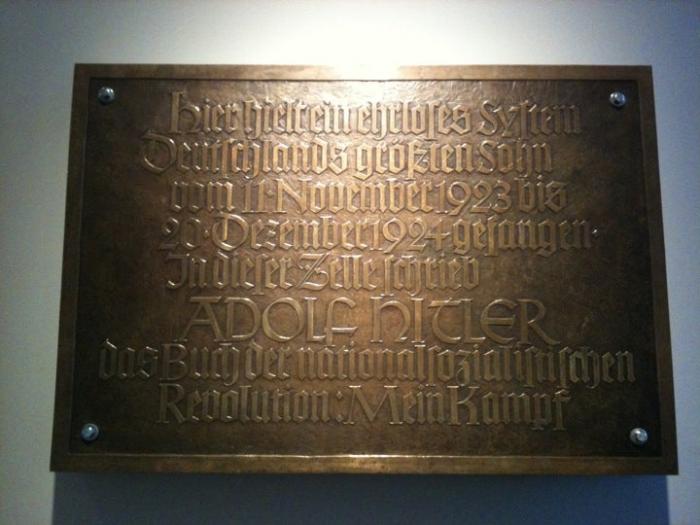 Hier hielt ein ehrloses System
Deutschlands größten Sohn
vom 11·November 1923 bis
20·Dezember 1924 gefangen·
In dieser Zelle schrieb
ADOLF HITLER
das Buch der nationalsozialistischen
Revolution: Mein Kampf